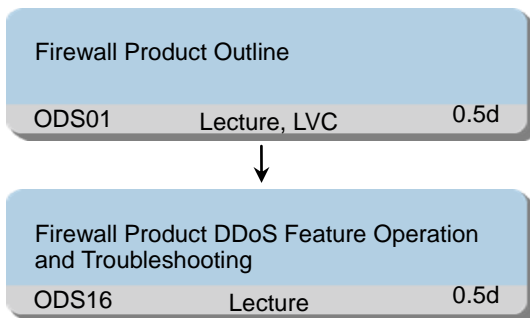 Firewall Product Outline
ODS01 Lecture, LVC 0.5d
Firewall Product DDoS Feature Operation
and Troubleshooting
ODS16 Lecture 0.5d